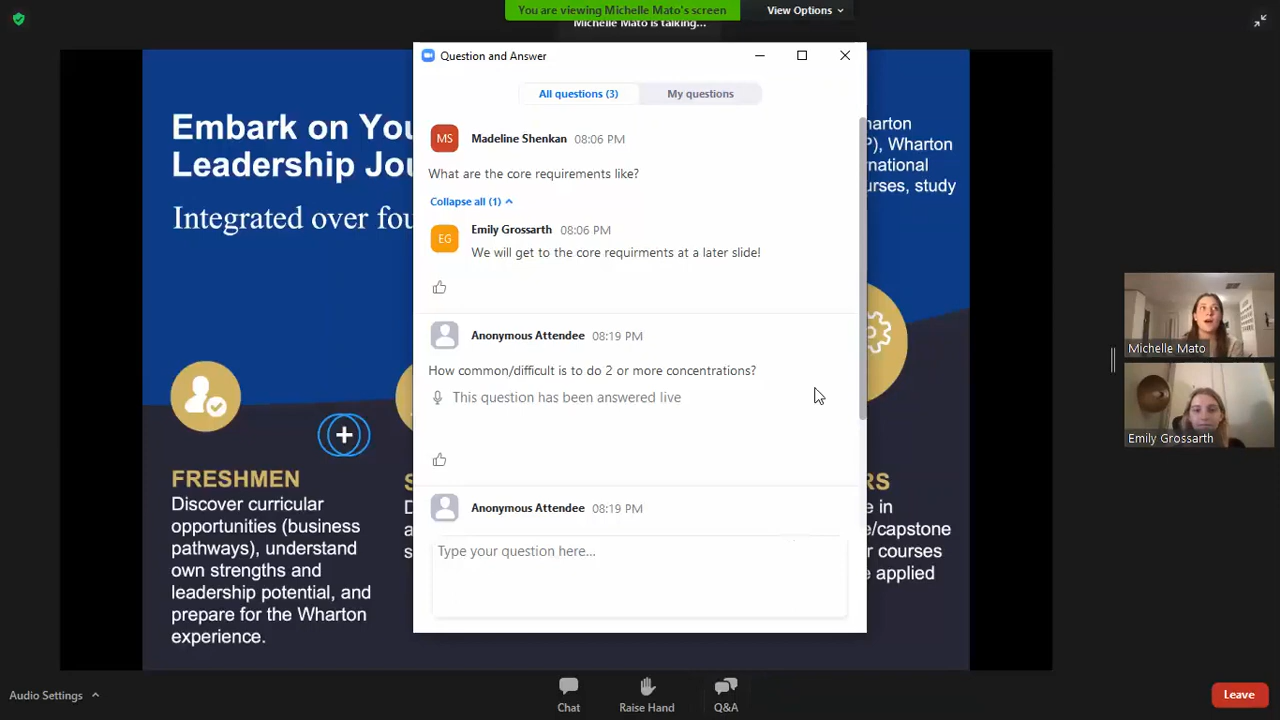 You are viewing Michelle Mato's screen
View Options
Michelle Mato is talking...
Embark on You
Leadership Jou
Integrated over fou
Question and Answer
All questions (3)
My questions
MS
Madeline Shenkan 08:06 PM
What are the core requirements like?
Collapse all (1)
EG
Emily Grossarth 08:06 PM
We will get to the core requirments at a later slide!
Anonymous Attendee 08:19 PM
How common/difficult is to do 2 or more concentrations?
This question has been answered live
Anonymous Attendee 08:19 PM
Type your question here...
harton
P), Wharton
rnational
urses, study
FRESHMEN
Discover curricular
opportunities (business
pathways), understand
own strengths and
leadership potential, and
prepare for the Wharton
experience.
S
D
a
s
RS
e in
e/capstone
r courses
e applied
Michelle Mato
Emily Grossarth
Audio Settings
Chat
Raise Hand
Q&A
Leave